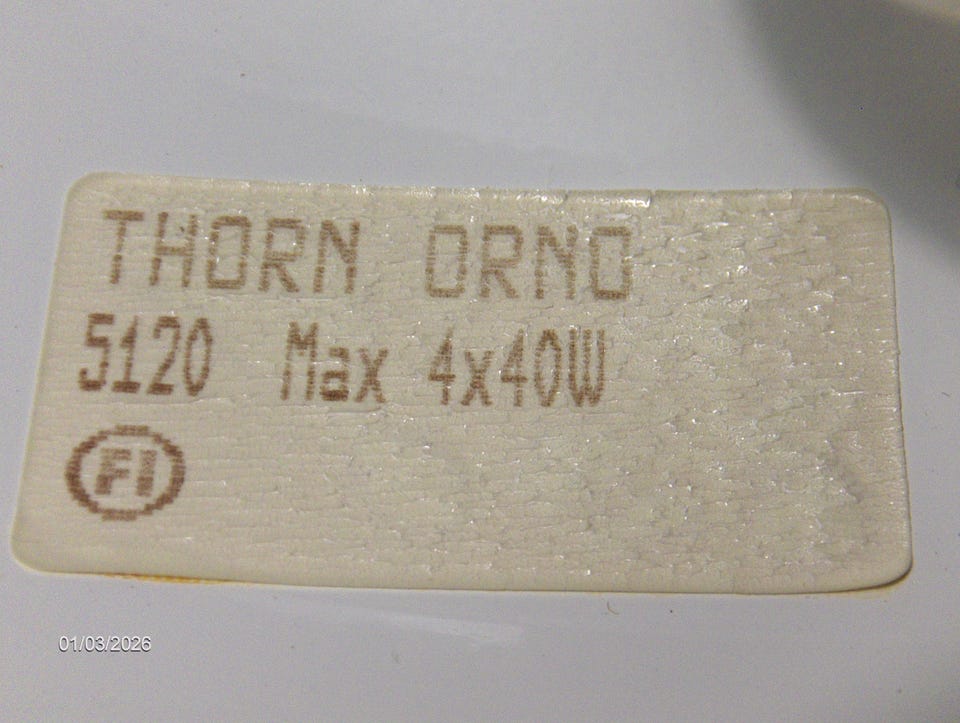 THORN ORNO
5120 Max 4x40W
FI
01/03/2026